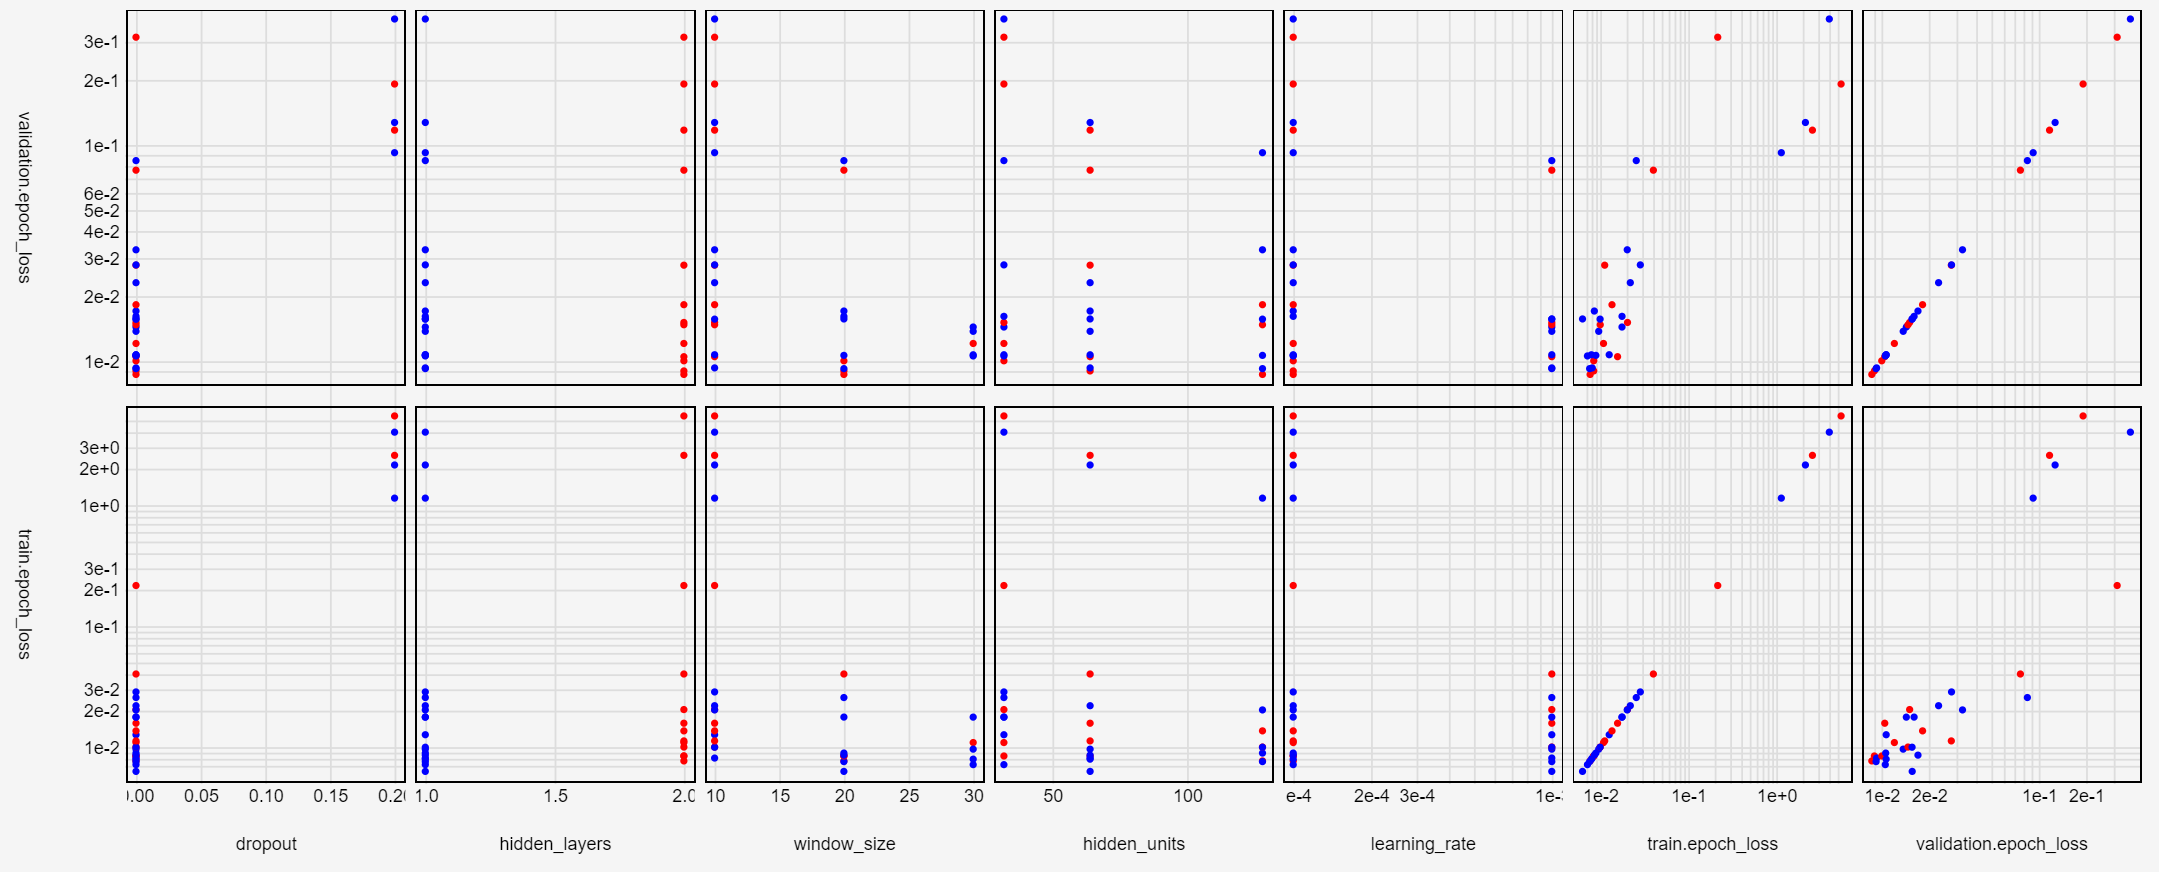 validation.epoch_loss
3e-1
2e-1
1e-1
6e-2
5e-2
4e-2
3e-2
2e-2
1e-2
train.epoch_loss
3e+0
2e+0
1e+0
3e-1
2e-1
1e-1
3e-2
2e-2
1e-2
0.00 0.05 0.10 0.15 0.20 1.0 1.5 2.0 10 15 20 25 30 50 100 e-4 2e-4 3e-4 1e- 1e-2 1e-1 1e+0 1e-2 2e-2 1e-1 2e-1
dropout hidden_layers window_size hidden_units learning_rate train.epoch_loss validation.epoch_loss